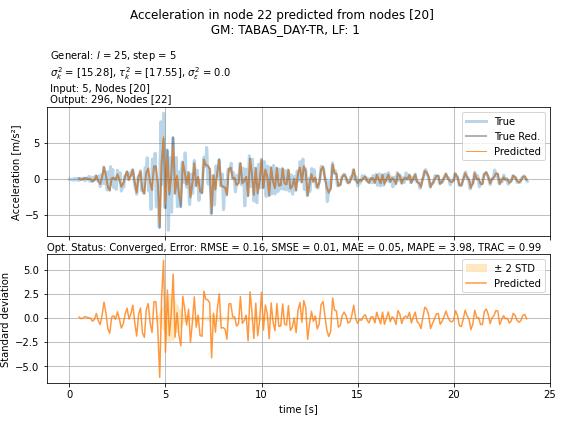 Acceleration in node 22 predicted from nodes [20]
GM: TABAS_DAY-TR, LF: 1
General: l = 25, step = 5
σ²ₖ = [15.28], τ²ₖ = [17.55], σ²ε = 0.0
Input: 5, Nodes [20]
Output: 296, Nodes [22]
Acceleration [m/s²]
5
0
−5
True
True Red.
Predicted
Opt. Status: Converged, Error: RMSE = 0.16, SMSE = 0.01, MAE = 0.05, MAPE = 3.98, TRAC = 0.99
Standard deviation
5.0
2.5
0.0
−2.5
−5.0
± 2 STD
Predicted
0 5 10 15 20 25
time [s]